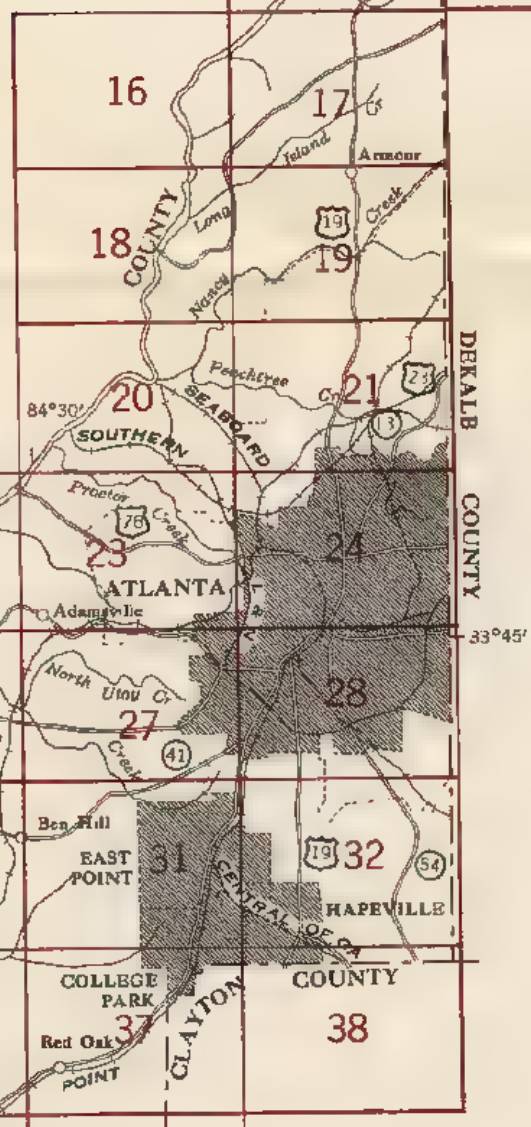 16
17
Cr
Island
Armour
Long
COUNTY
18
19
Creek
19
Nancy
DEKALB
Peachtree
Cr
21
23
84°30'
20
SEABOARD
13
SOUTHERN
Proctor
Creek
78
23
24
COUNTY
ATLANTA
Adamsville
33°45'
North
Utoy Cr
28
27
Creek
41
Ben Hill
EAST
POINT
31
19
32
54
CENTRAL OF GA
HAPEVILLE
COLLEGE
PARK
COUNTY
CLAYTON
37
38
Red Oak
POINT